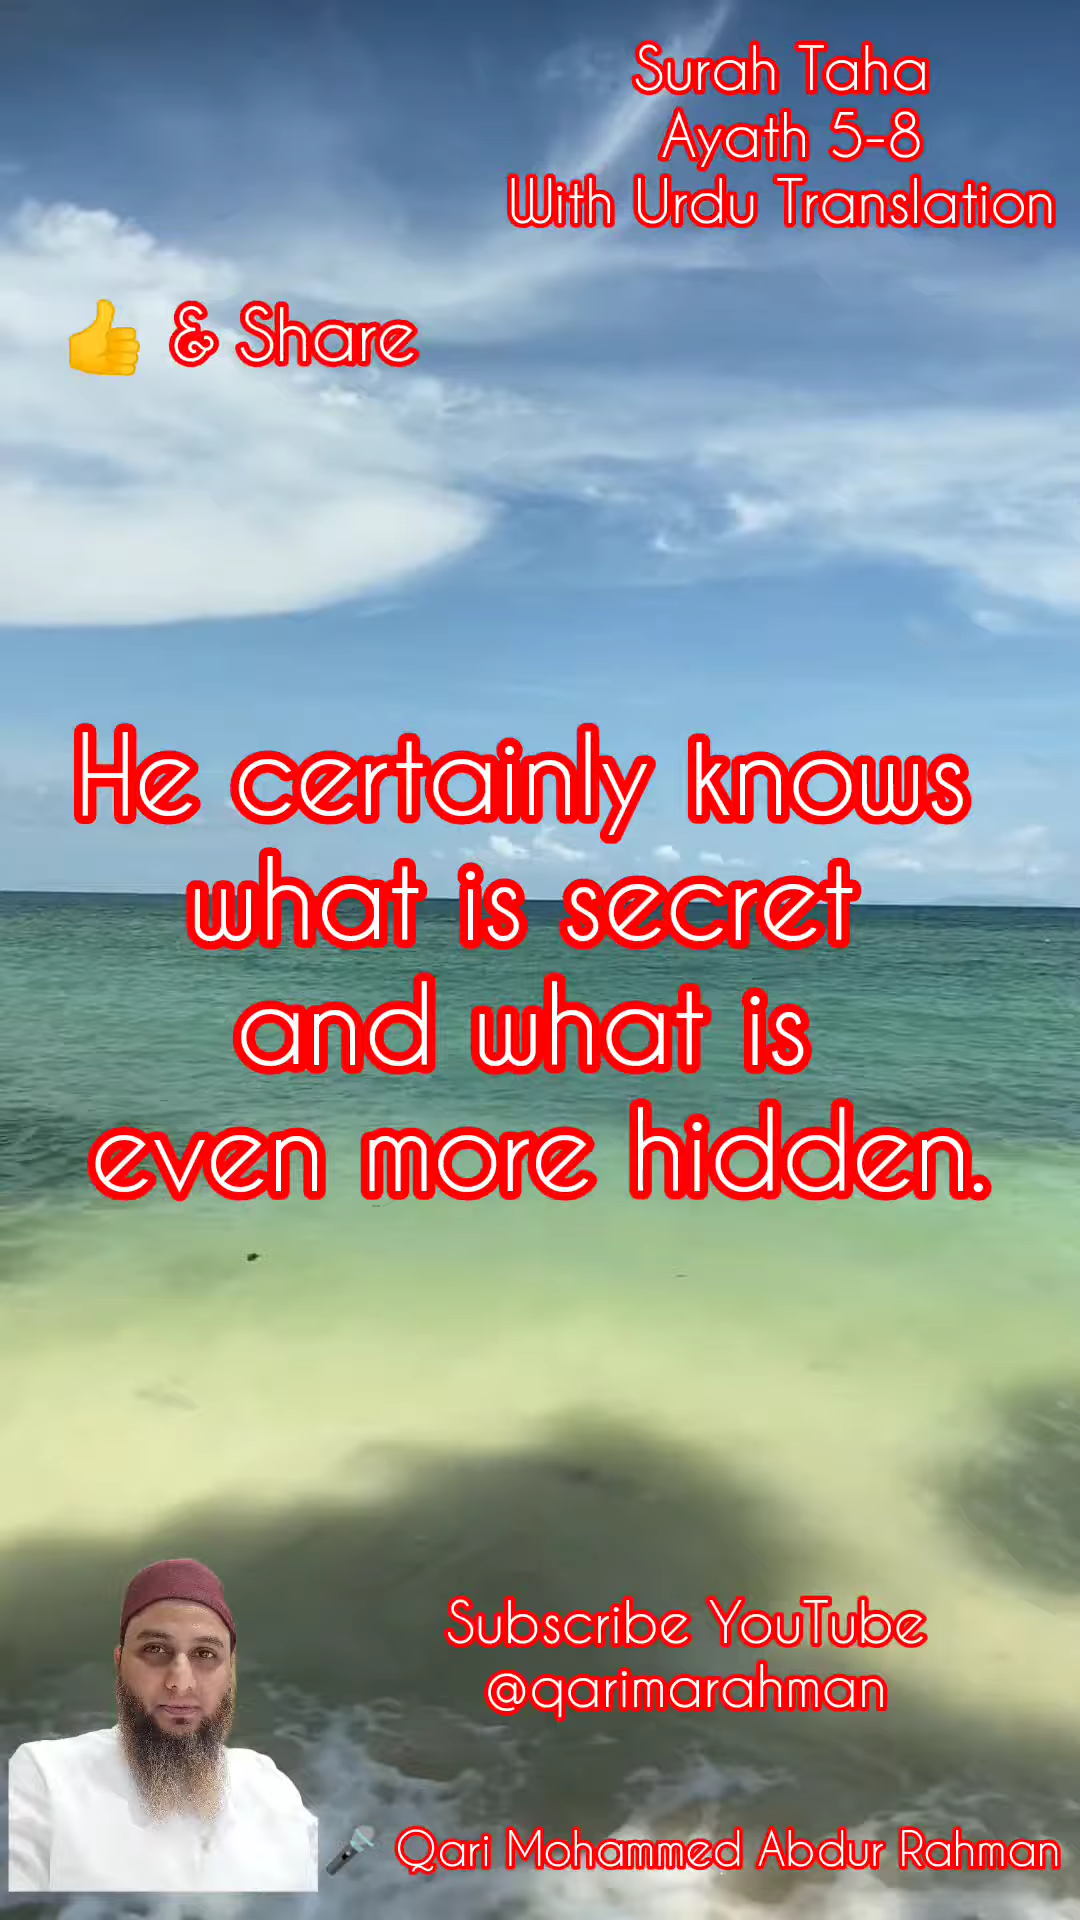 Surah Taha
Ayath 5-8
With Urdu Translation
👍 & Share
He certainly knows
what is secret
and what is
even more hidden.
Subscribe YouTube
@qarimarahman
🎤 Qari Mohammed Abdur Rahman